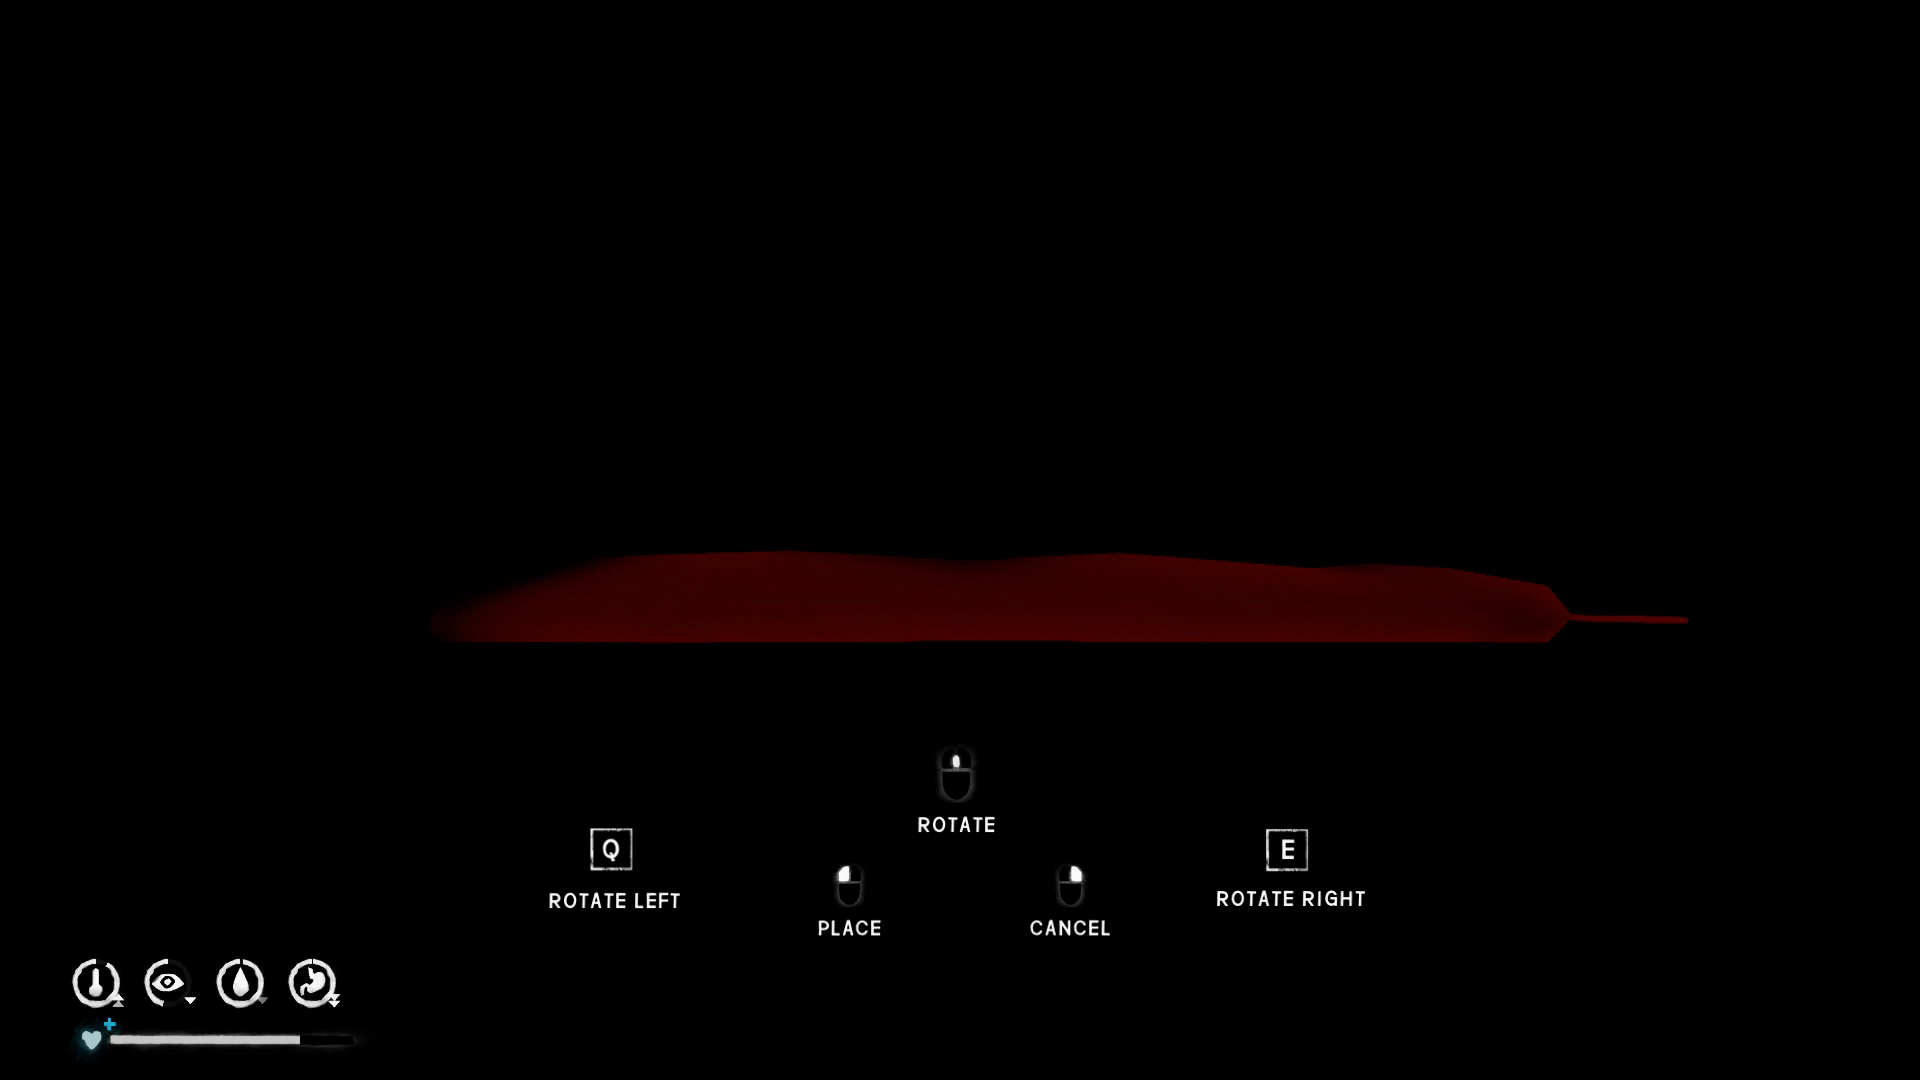 ROTATE
Q
E
ROTATE LEFT
ROTATE RIGHT
PLACE
CANCEL